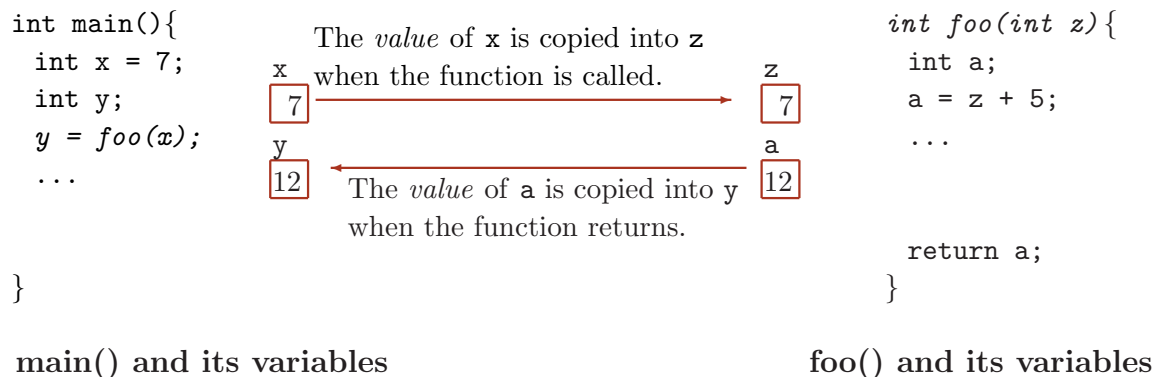 int main(){
int x = 7;
int y;
y = foo(x);
...
}
The value of x is copied into z
when the function is called.
x
7
z
7
y
12
a
12
The value of a is copied into y
when the function returns.
int foo(int z){
int a;
a = z + 5;
...
return a;
}
main() and its variables
foo() and its variables